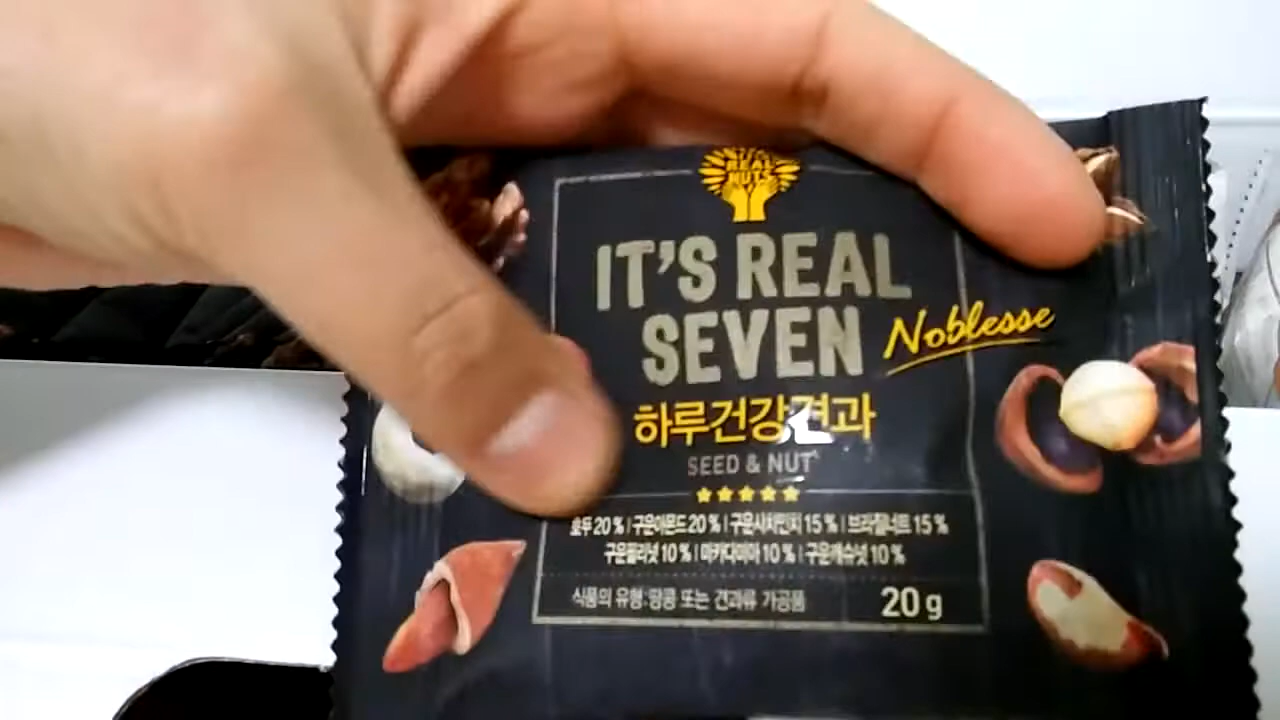 REAL
NUTS
IT'S REAL
SEVEN Noblesse
하루건강견과
SEED & NUT
호두 20% | 구운아몬드 20% | 구운사차인치 15% | 브라질너트 15%
구운필리넛 10% | 마카다미아 10% | 구운캐슈넛 10%
식품의 유형: 땅콩 또는 견과류 가공품 20g